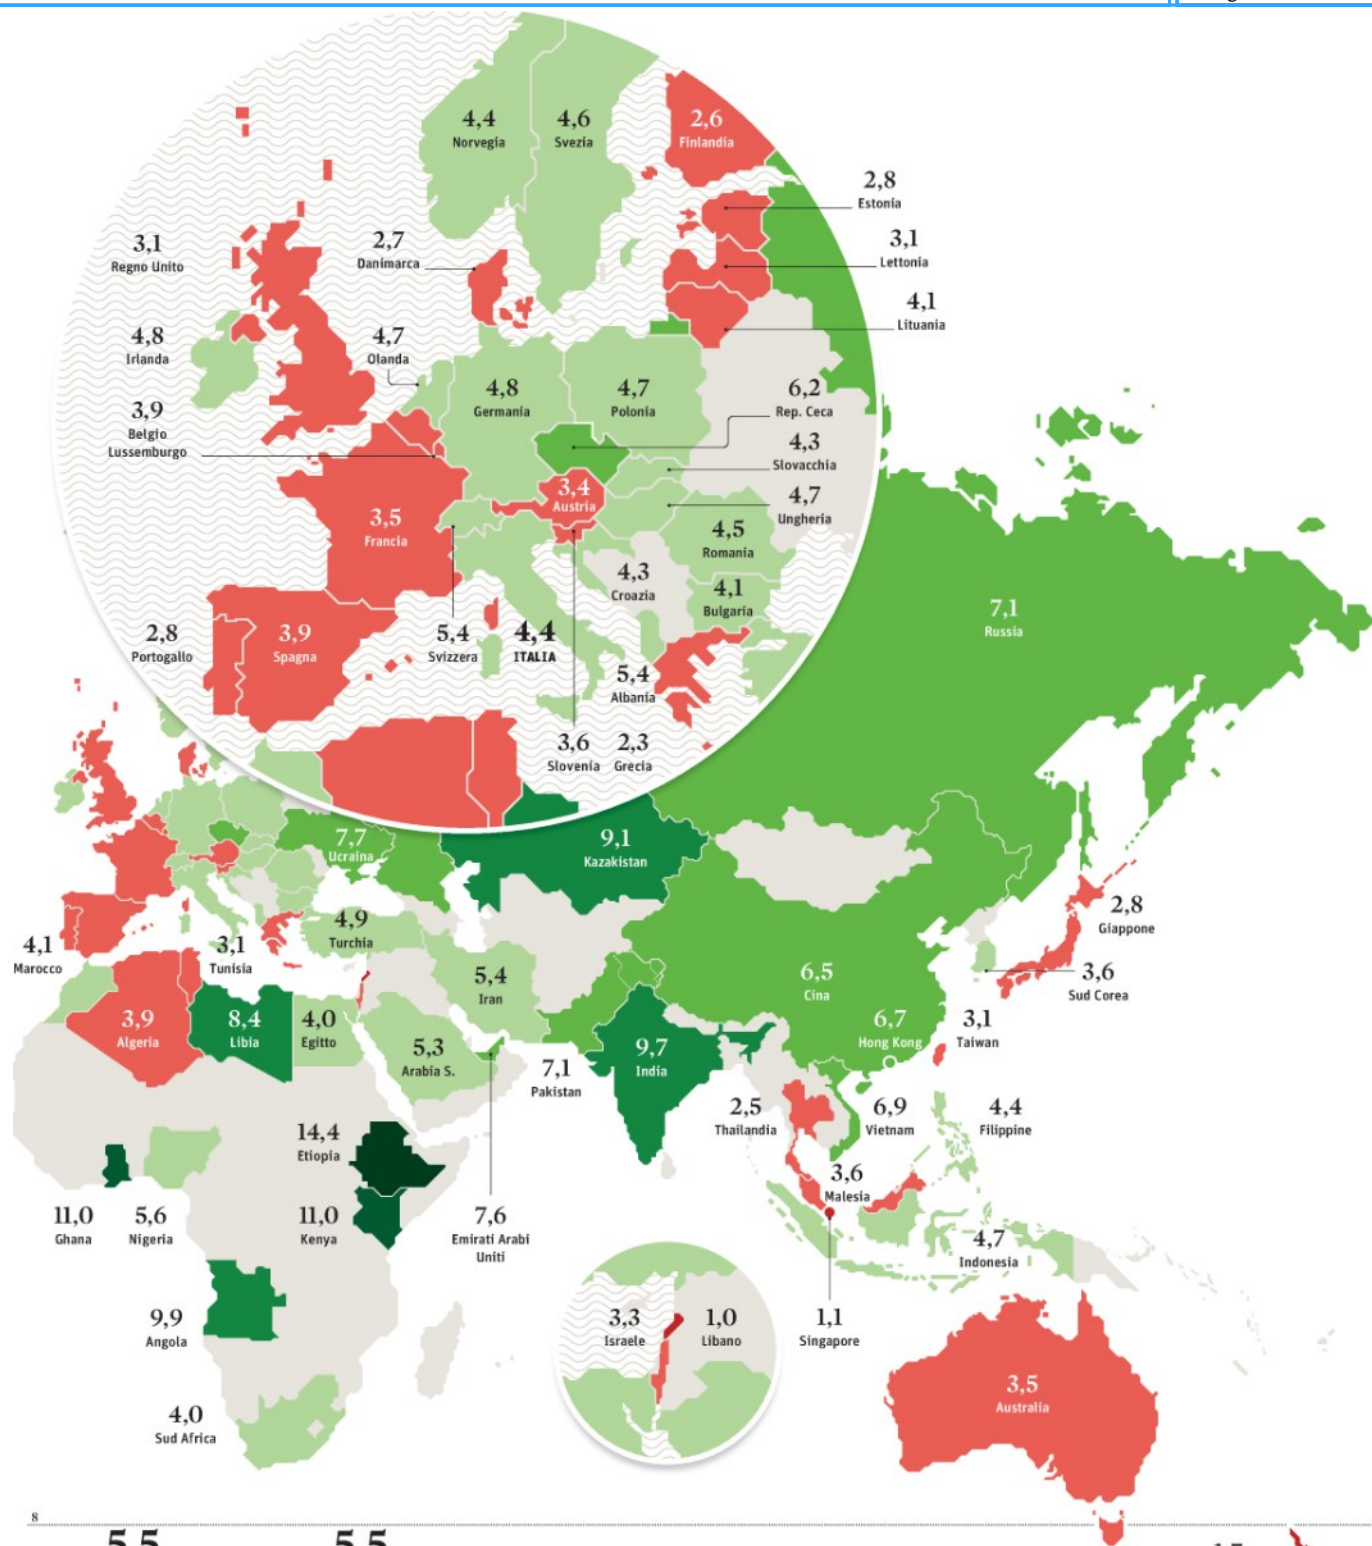 4,4
Norvegia
4,6
Svezia
2,6
Finlandia
2,8
Estonia
3,1
Regno Unito
2,7
Danimarca
3,1
Lettonia
4,1
Lituania
4,8
Irlanda
4,7
Olanda
4,8
Germania
4,7
Polonia
6,2
Rep. Ceca
3,9
Belgio
Lussemburgo
4,3
Slovacchia
3,4
Austria
4,7
Ungheria
3,5
Francia
4,5
Romania
4,3
Croazia
4,1
Bulgaria
7,1
Russia
2,8
Portogallo
3,9
Spagna
5,4
Svizzera
4,4
ITALIA
5,4
Albania
3,6
Slovenia
2,3
Grecia
7,7
Ucraina
9,1
Kazakistan
2,8
Giappone
4,9
Turchia
4,1
Marocco
3,1
Tunisia
5,4
Iran
6,5
Cina
3,6
Sud Corea
3,9
Algeria
8,4
Libia
4,0
Egitto
5,3
Arabia S.
7,1
Pakistan
9,7
India
6,7
Hong Kong
3,1
Taiwan
2,5
Thailandia
6,9
Vietnam
4,4
Filippine
14,4
Etiopia
3,6
Malesia
11,0
Ghana
5,6
Nigeria
11,0
Kenya
7,6
Emirati Arabi
Uniti
4,7
Indonesia
9,9
Angola
3,3
Israele
1,0
Libano
1,1
Singapore
3,5
Australia
4,0
Sud Africa
8
5,5
5,5